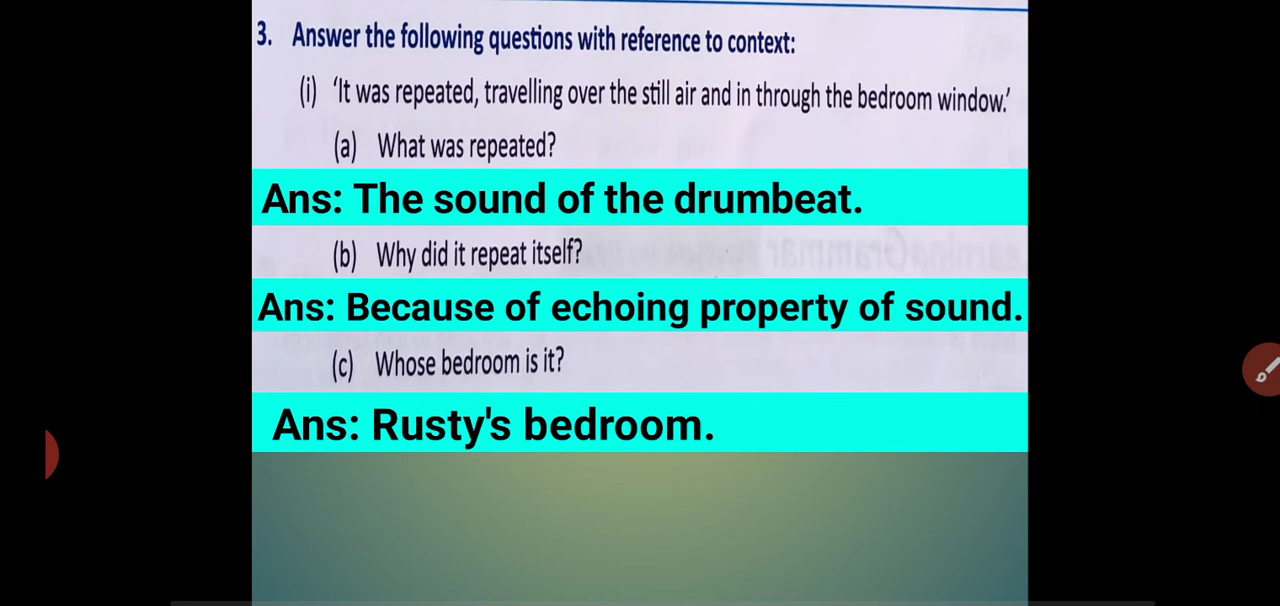 3. Answer the following questions with reference to context:
(i) ‘It was repeated, travelling over the still air and in through the bedroom window.’
(a) What was repeated?
Ans: The sound of the drumbeat.
(b) Why did it repeat itself?
Ans: Because of echoing property of sound.
(c) Whose bedroom is it?
Ans: Rusty's bedroom.